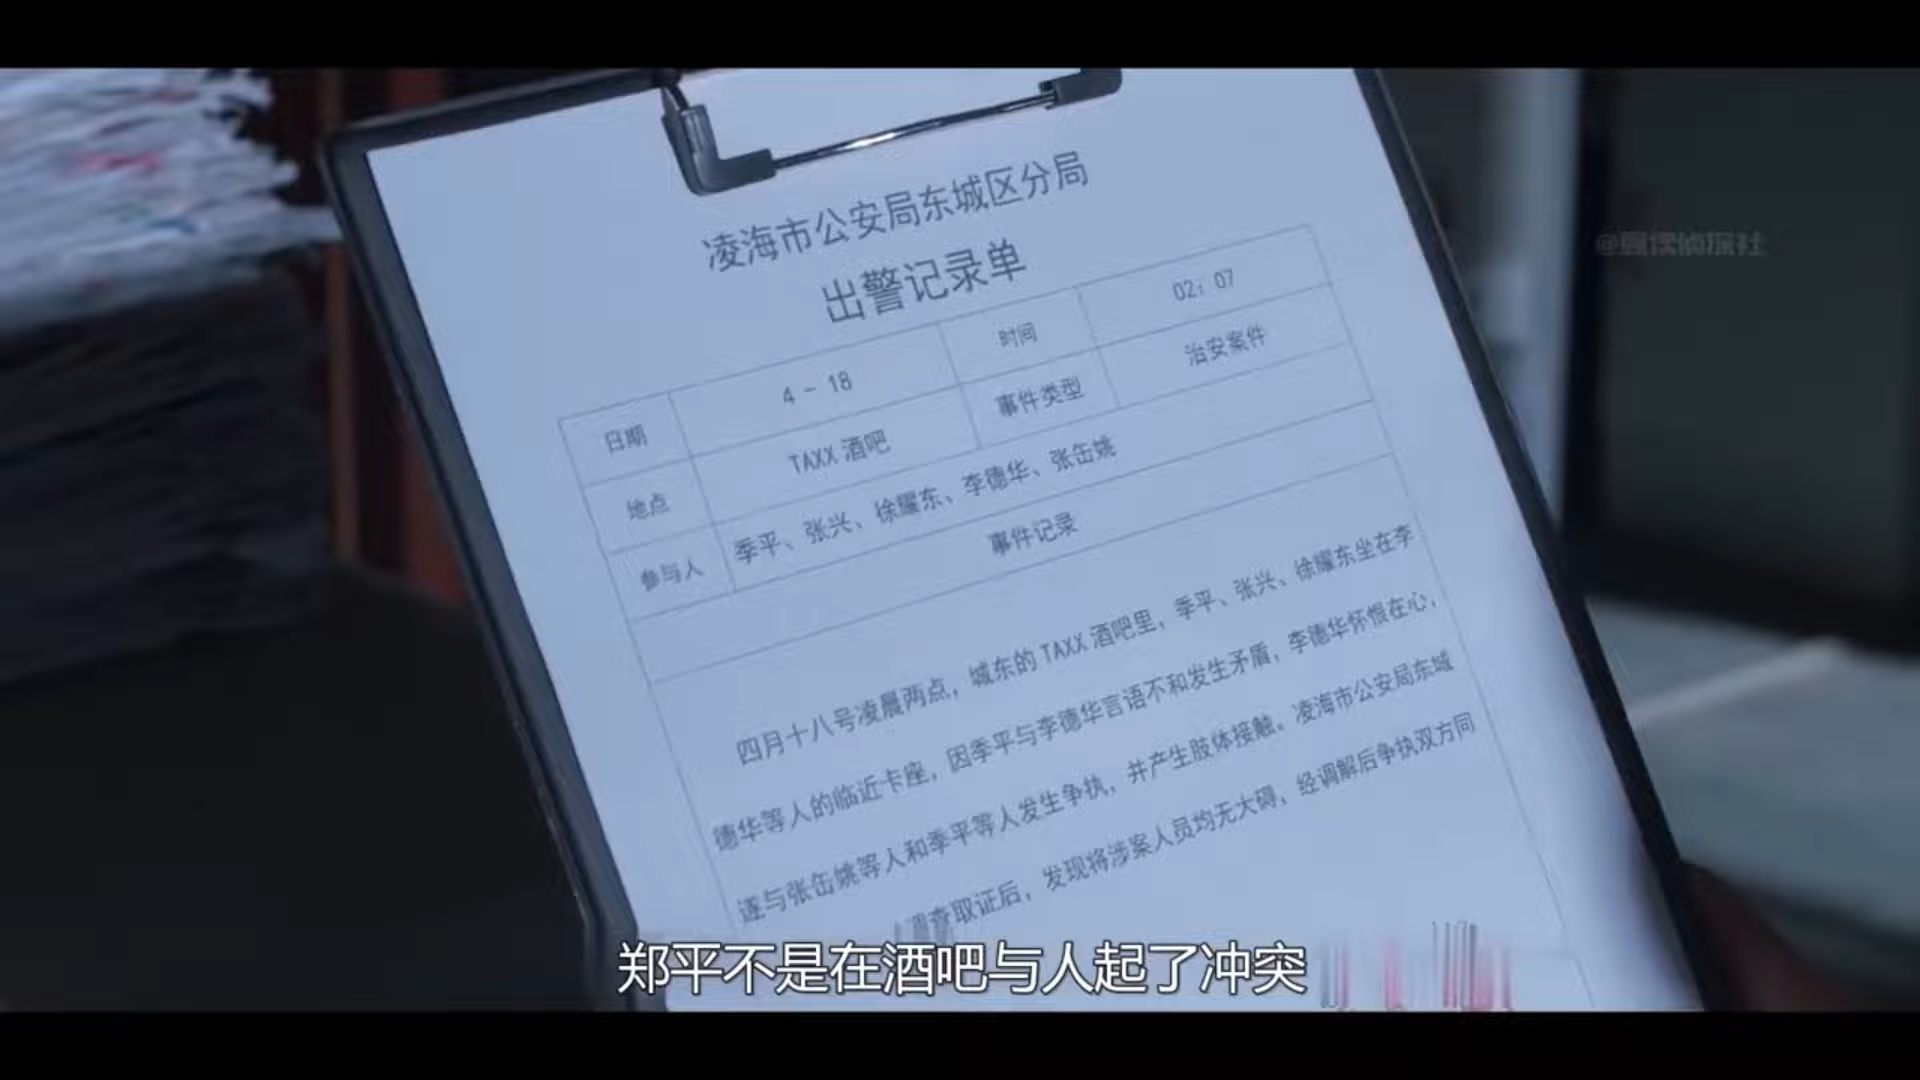 凌海市公安局东城区分局
出警记录单
日期 4-18 时间 02:07
地点 TAXX 酒吧 事件类型 治安案件
参与人 季平、张兴、徐耀东、李德华、张缶姚
事件记录
四月十八号凌晨两点，城东的 TAXX 酒吧里，季平、张兴、徐耀东坐在李
德华等人的临近卡座，因季平与李德华言语不和发生矛盾，李德华怀恨在心，
逐与张缶姚等人和季平等人发生争执，并产生肢体接触。凌海市公安局东城
调查取证后，发现将涉案人员均无大碍，经调解后争执双方同
郑平不是在酒吧与人起了冲突